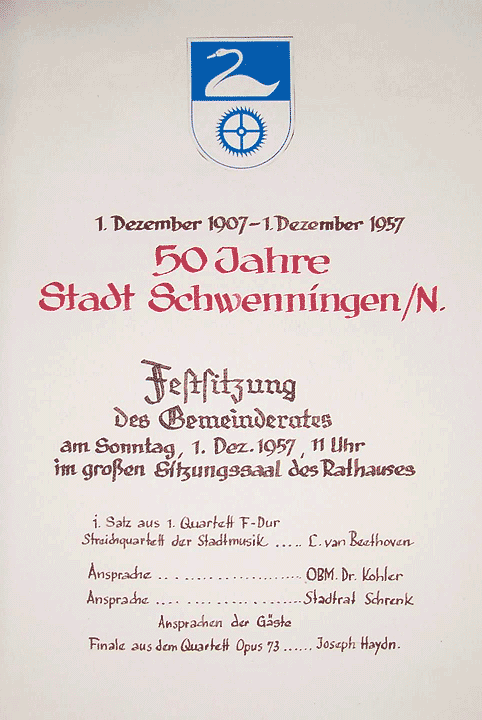 1. Dezember 1907-1. Dezember 1957
50 Jahre
Stadt Schwenningen/N.
Festsitzung
des Gemeinderates
am Sonntag, 1. Dez. 1957, 11 Uhr
im großen Sitzungssaal des Rathauses
1. Satz aus 1. Quartett F-Dur
Streichquartett der Stadtmusik ..... L. van Beethoven
Ansprache ...................... OBM. Dr. Kohler
Ansprache ...................... Stadtrat Schrenk
Ansprachen der Gäste
Finale aus dem Quartett Opus 73 ...... Joseph Haydn.